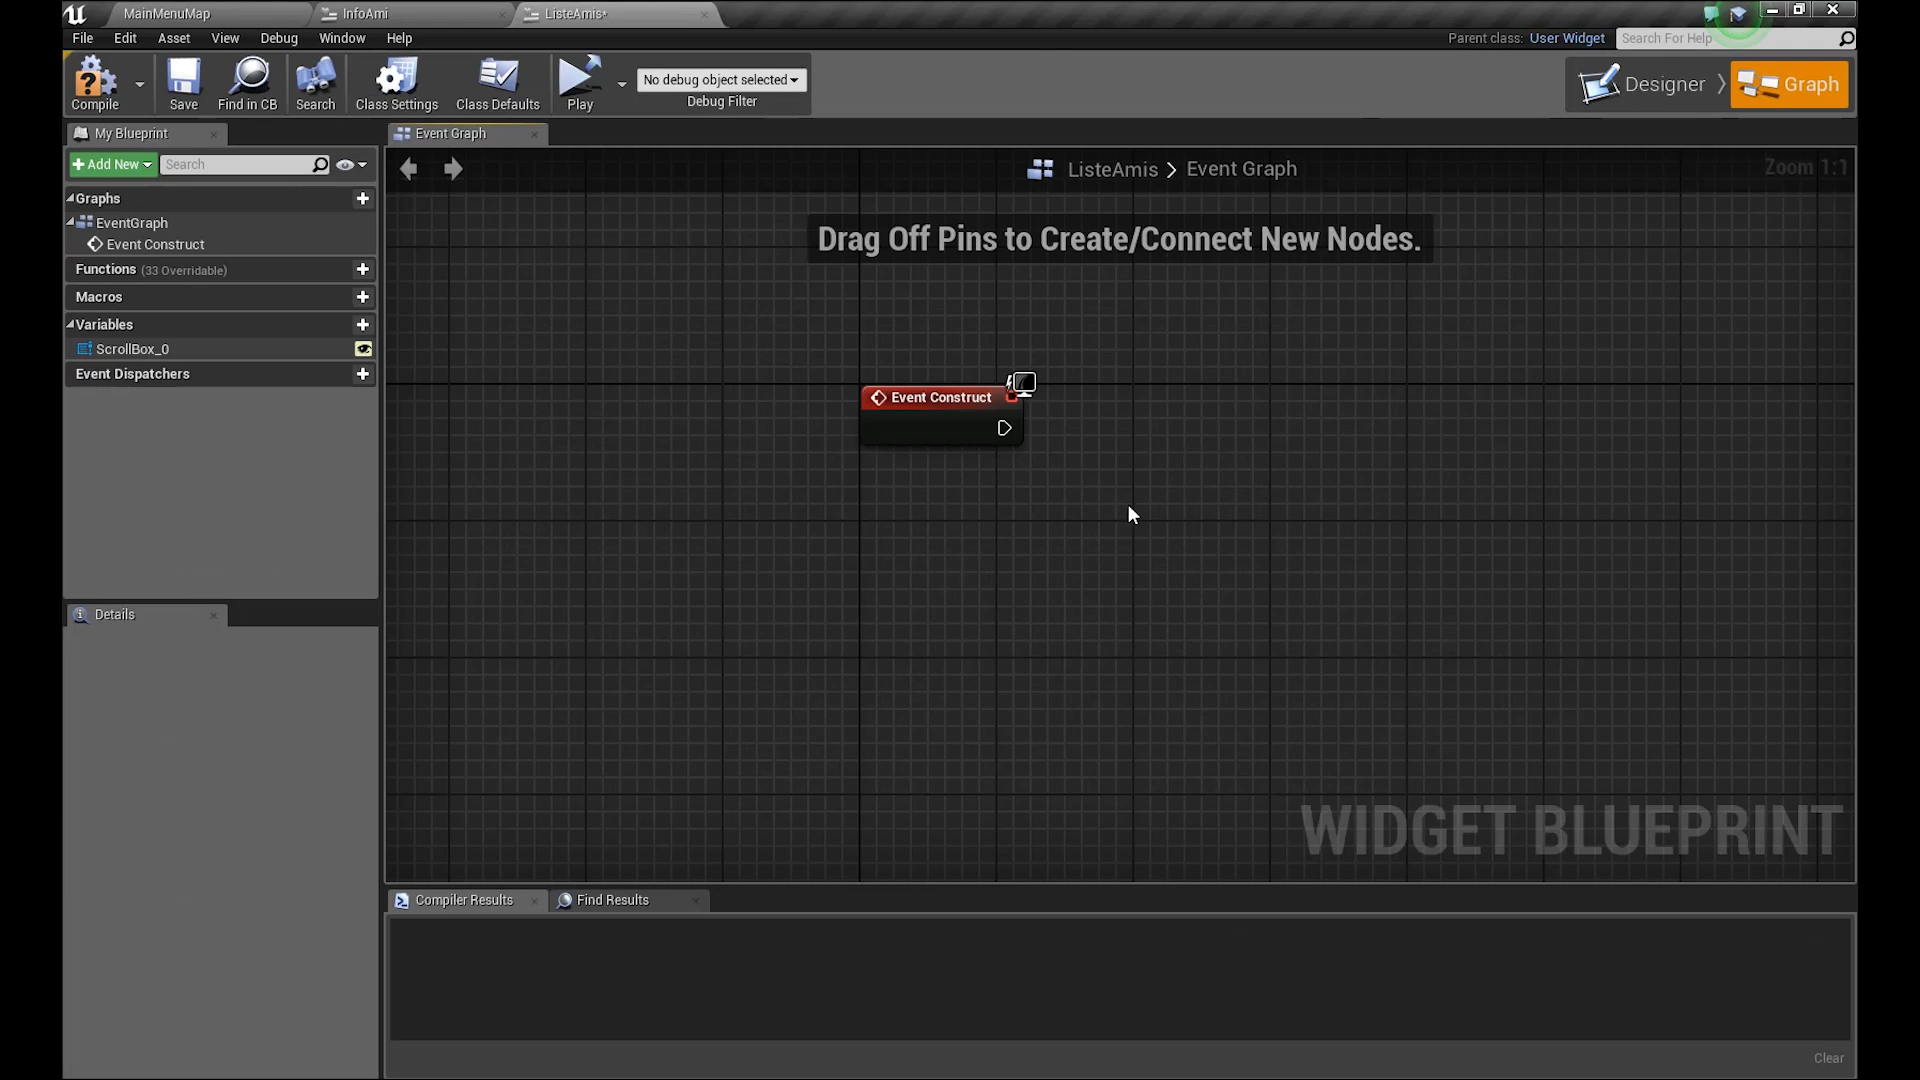 MainMenuMap
InfoAmi
ListeAmis*
File Edit Asset View Debug Window Help
Parent class: User Widget
Search For Help
Compile
Save
Find in CB
Search
Class Settings
Class Defaults
Play
No debug object selected
Debug Filter
Designer
Graph
My Blueprint
Event Graph
Add New
Search
ListeAmis > Event Graph
Zoom 1:1
Graphs
EventGraph
Event Construct
Functions (33 Overridable)
Macros
Variables
ScrollBox_0
Event Dispatchers
Drag Off Pins to Create/Connect New Nodes.
Event Construct
Details
WIDGET BLUEPRINT
Compiler Results
Find Results
Clear